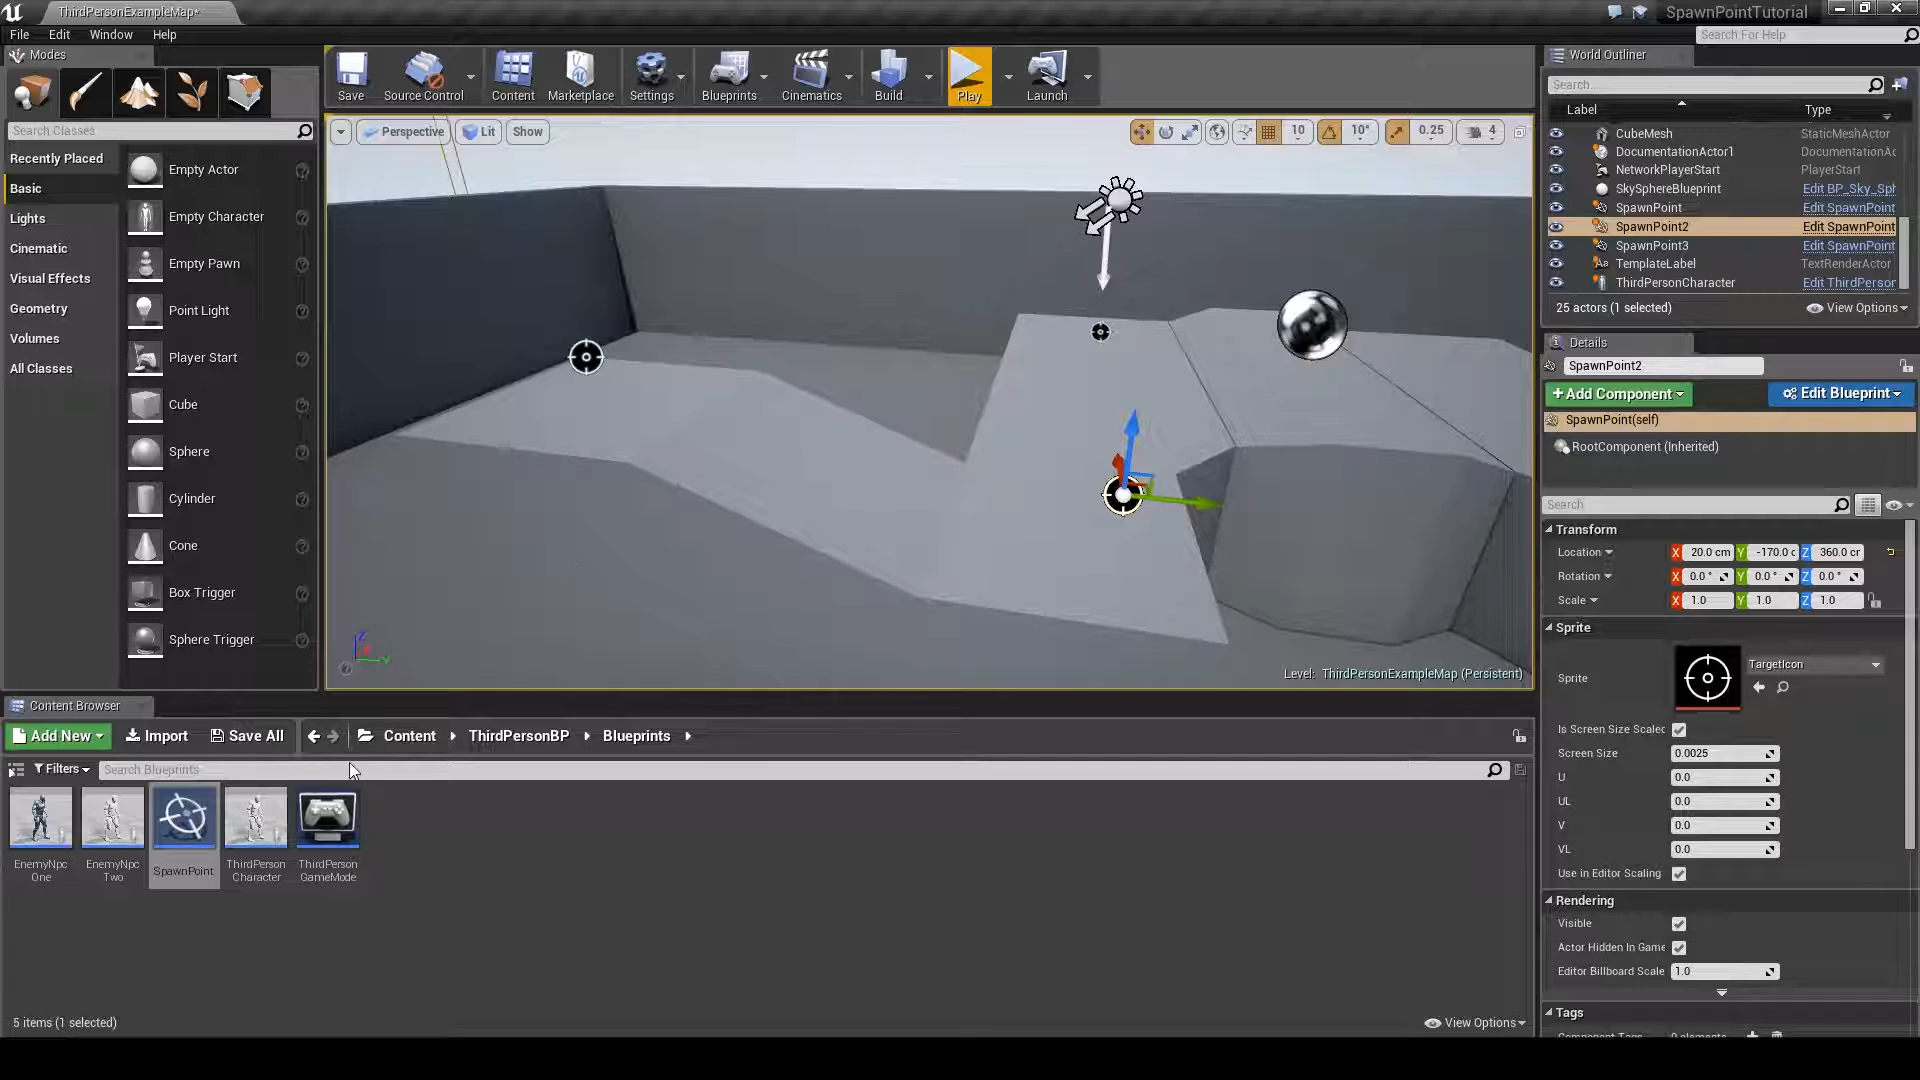 ThirdPersonExampleMap*
SpawnPointTutorial
File Edit Window Help
Search For Help
Modes
Search Classes
Recently Placed
Basic
Lights
Cinematic
Visual Effects
Geometry
Volumes
All Classes
Empty Actor
Empty Character
Empty Pawn
Point Light
Player Start
Cube
Sphere
Cylinder
Cone
Box Trigger
Sphere Trigger
Save Source Control Content Marketplace Settings Blueprints Cinematics Build Play Launch
Perspective Lit Show
10 10° 0.25 4
Level: ThirdPersonExampleMap (Persistent)
World Outliner
Search...
Label Type
CubeMesh StaticMeshActor
DocumentationActor1 DocumentationAc
NetworkPlayerStart PlayerStart
SkySphereBlueprint Edit BP_Sky_Sph
SpawnPoint Edit SpawnPoint
SpawnPoint2 Edit SpawnPoint
SpawnPoint3 Edit SpawnPoint
TemplateLabel TextRenderActor
ThirdPersonCharacter Edit ThirdPerson
25 actors (1 selected) View Options
Details
SpawnPoint2
+Add Component Edit Blueprint
SpawnPoint(self)
RootComponent (Inherited)
Search
Transform
Location X 20.0 cm Y -170.0 c Z 360.0 cr
Rotation X 0.0 ° Y 0.0 ° Z 0.0 °
Scale X 1.0 Y 1.0 Z 1.0
Sprite
Sprite TargetIcon
Is Screen Size Scaled
Screen Size 0.0025
U 0.0
UL 0.0
V 0.0
VL 0.0
Use in Editor Scaling
Rendering
Visible
Actor Hidden In Game
Editor Billboard Scale 1.0
Tags
Content Browser
Add New Import Save All Content ThirdPersonBP Blueprints
Filters Search Blueprints
EnemyNpc
One
EnemyNpc
Two
SpawnPoint
ThirdPerson
Character
ThirdPerson
GameMode
5 items (1 selected) View Options